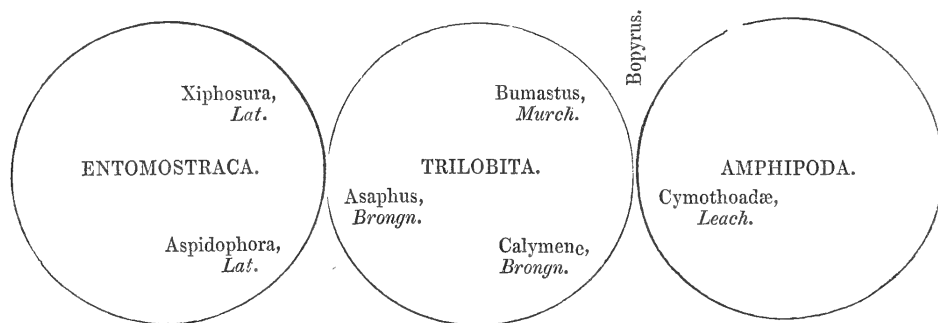 Xiphosura,
Lat.
ENTOMOSTRACA.
Aspidophora,
Lat.
Bumastus,
Murch.
TRILOBITA.
Asaphus,
Brongn.
Calymene,
Brongn.
Bopyrus.
AMPHIPODA.
Cymothoadæ,
Leach.